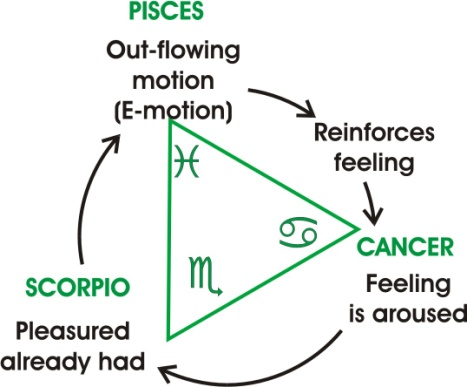 PISCES
Out-flowing
motion
(E-motion)
Reinforces
feeling
CANCER
Feeling
is aroused
SCORPIO
Pleasured
already had